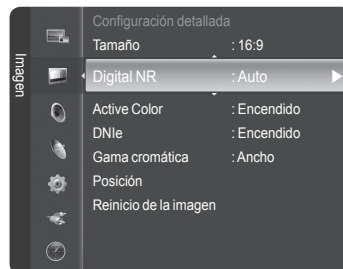 Imagen
Configuración detallada
Tamaño : 16:9
Digital NR : Auto
Active Color : Encendido
DNIe : Encendido
Gama cromática : Ancho
Posición
Reinicio de la imagen